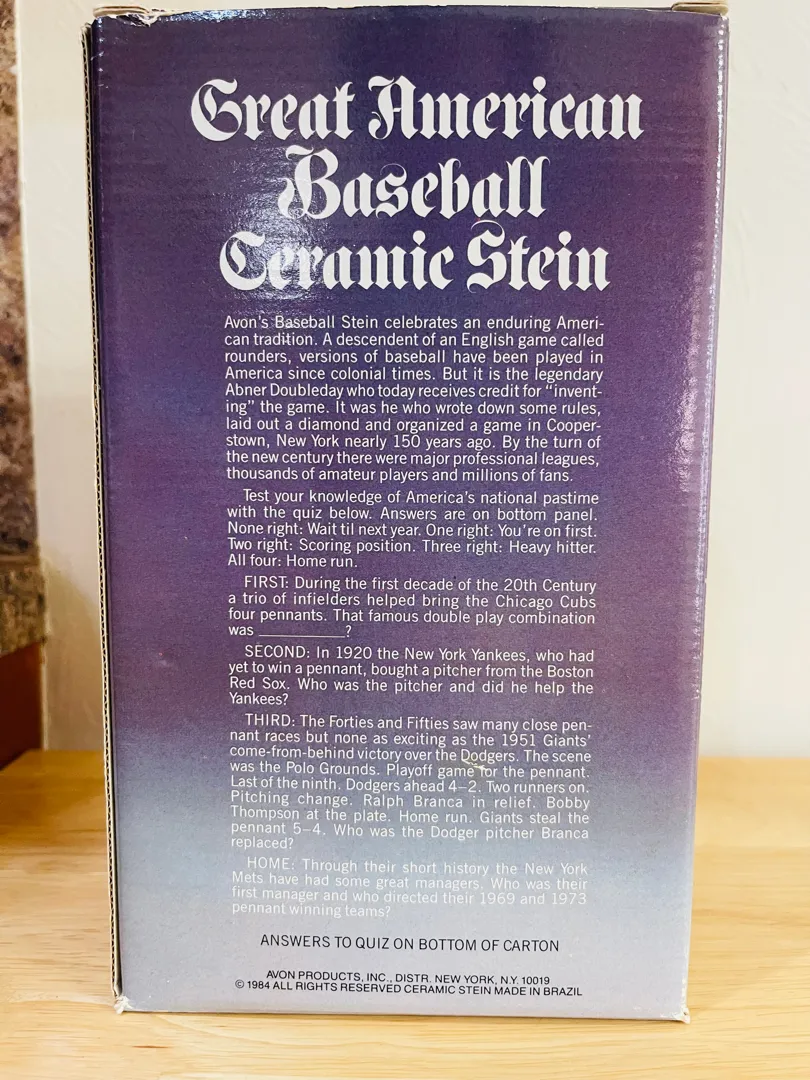 Great American
Baseball
Ceramic Stein
Avon's Baseball Stein celebrates an enduring Ameri-
can tradition. A descendent of an English game called
rounders, versions of baseball have been played in
America since colonial times. But it is the legendary
Abner Doubleday who today receives credit for "invent-
ing" the game. It was he who wrote down some rules,
laid out a diamond and organized a game in Cooper-
stown, New York nearly 150 years ago. By the turn of
the new century there were major professional leagues,
thousands of amateur players and millions of fans.
Test your knowledge of America's national pastime
with the quiz below. Answers are on bottom panel.
None right: Wait til next year. One right: You're on first.
Two right: Scoring position. Three right: Heavy hitter.
All four: Home run.
FIRST: During the first decade of the 20th Century
a trio of infielders helped bring the Chicago Cubs
four pennants. That famous double play combination
was __________?
SECOND: In 1920 the New York Yankees, who had
yet to win a pennant, bought a pitcher from the Boston
Red Sox. Who was the pitcher and did he help the
Yankees?
THIRD: The Forties and Fifties saw many close pen-
nant races but none as exciting as the 1951 Giants'
come-from-behind victory over the Dodgers. The scene
was the Polo Grounds. Playoff game for the pennant.
Last of the ninth. Dodgers ahead 4–2. Two runners on.
Pitching change. Ralph Branca in relief. Bobby
Thompson at the plate. Home run. Giants steal the
pennant 5–4. Who was the Dodger pitcher Branca
replaced?
HOME: Through their short history the New York
Mets have had some great managers. Who was their
first manager and who directed their 1969 and 1973
pennant winning teams?
ANSWERS TO QUIZ ON BOTTOM OF CARTON
AVON PRODUCTS, INC., DISTR. NEW YORK, N.Y. 10019
© 1984 ALL RIGHTS RESERVED CERAMIC STEIN MADE IN BRAZIL